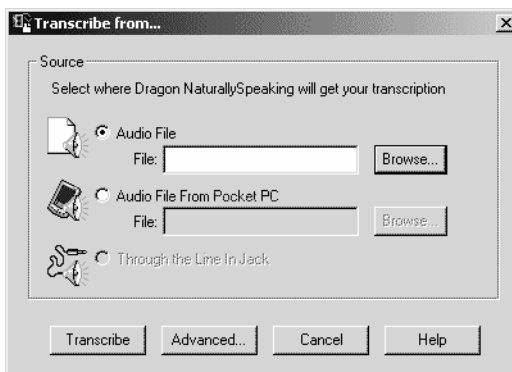 Transcribe from...
Source
Select where Dragon NaturallySpeaking will get your transcription
Audio File
File: Browse...
Audio File From Pocket PC
File: Browse...
Through the Line In Jack
Transcribe Advanced... Cancel Help